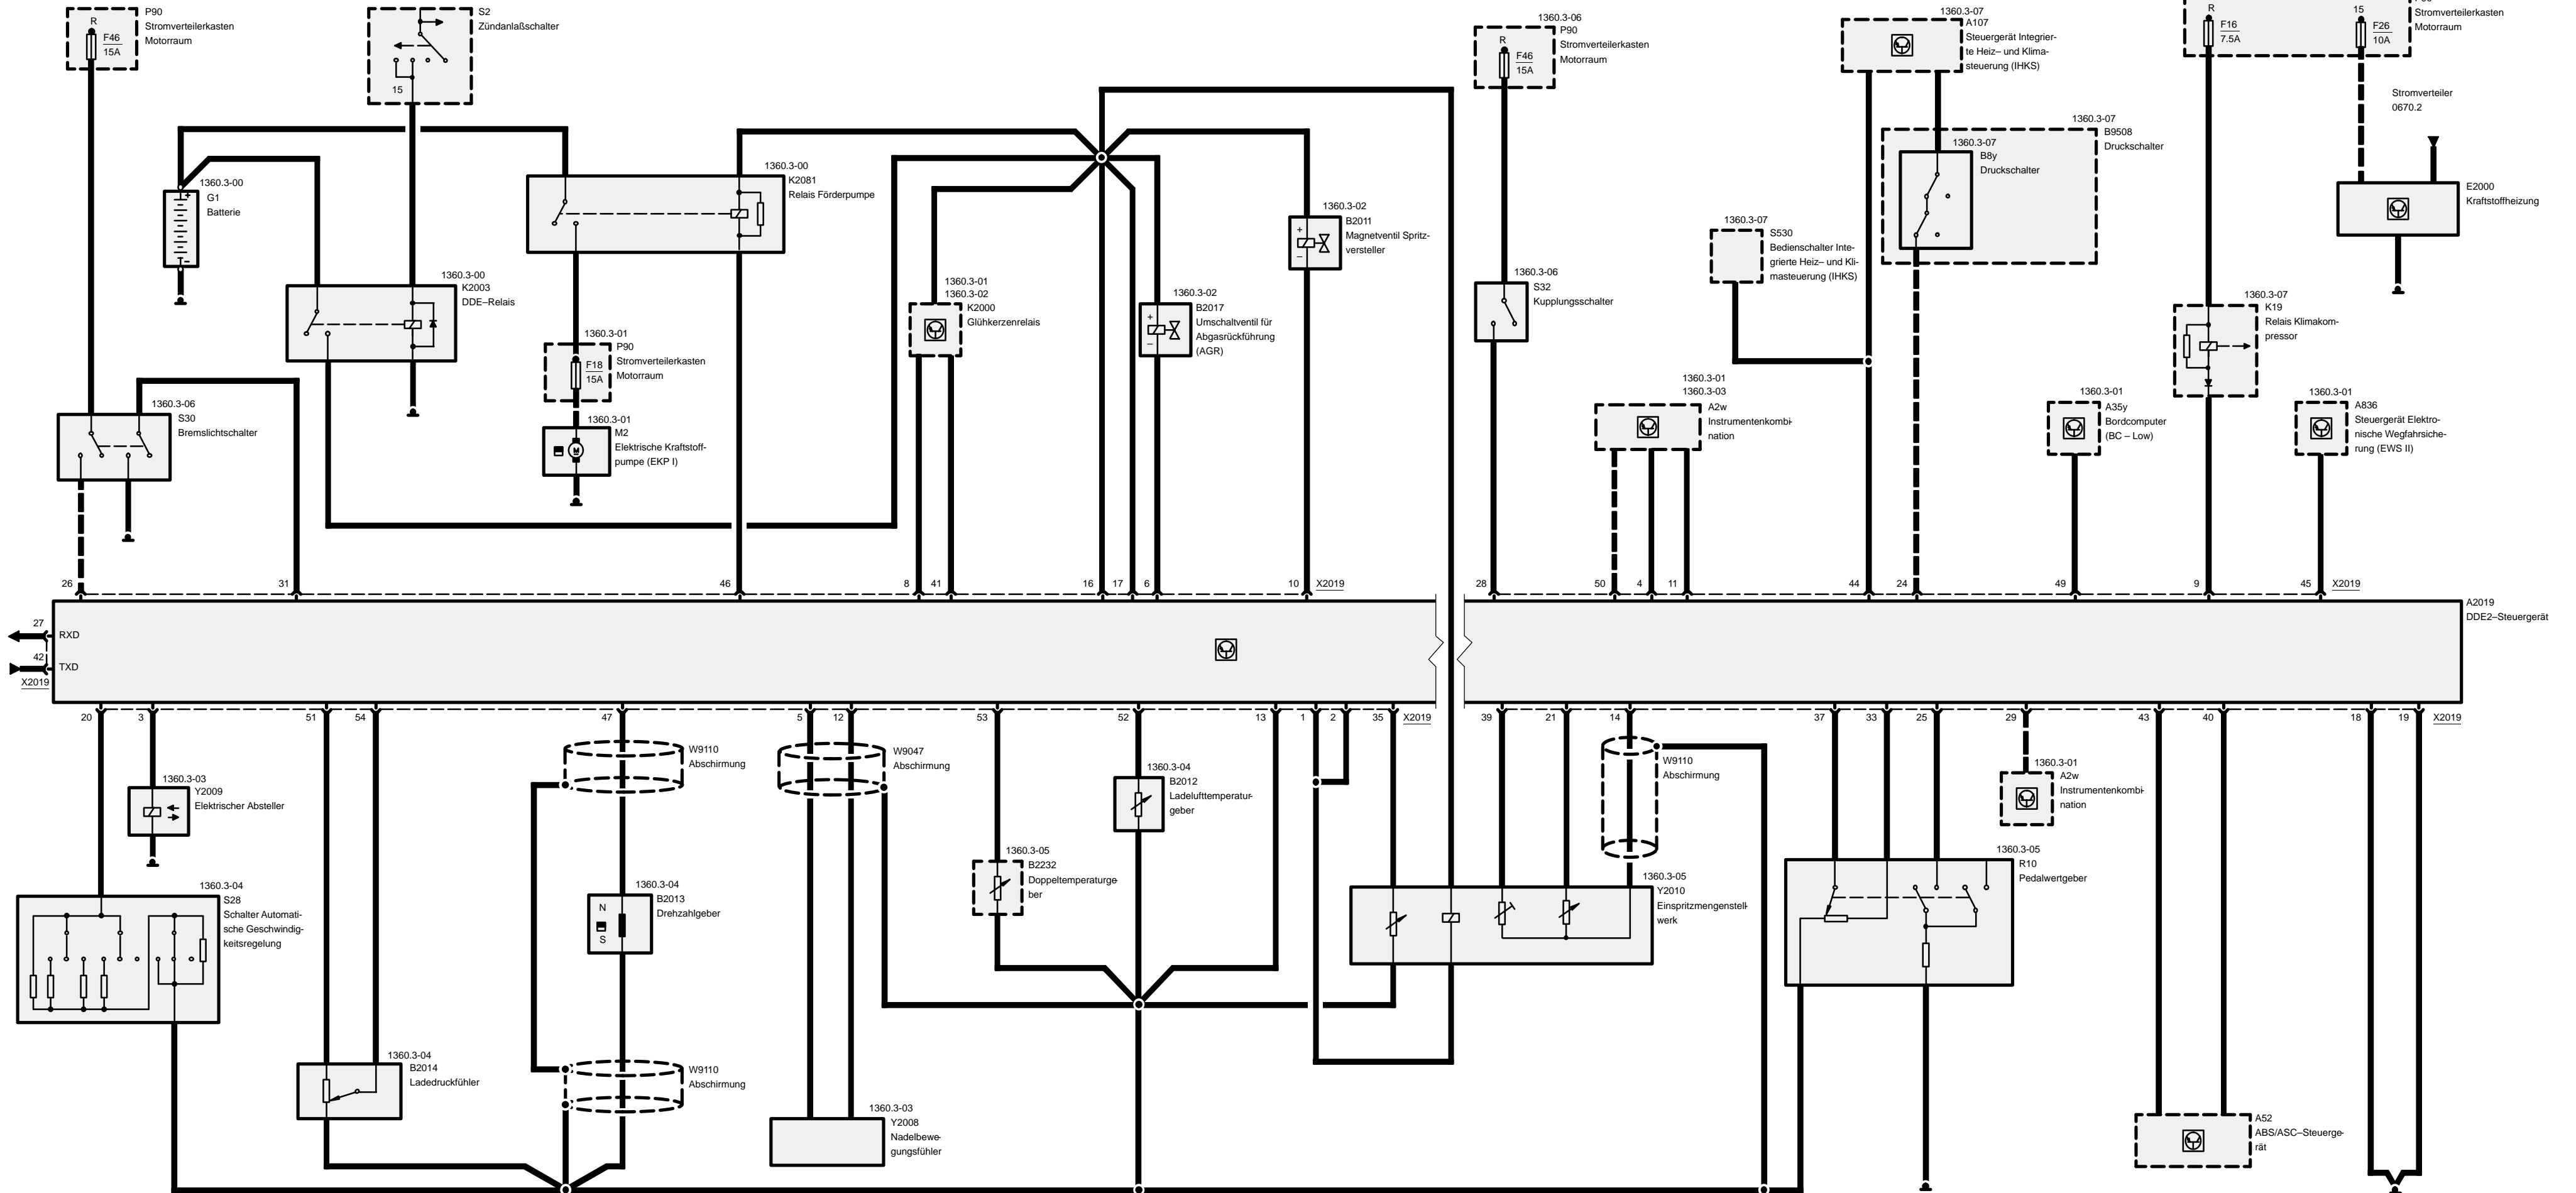 P90
Stromverteilerkasten
Motorraum
R
F46
15A
S2
Zündanlaßschalter
15
1360.3-06
P90
Stromverteilerkasten
Motorraum
R
F46
15A
1360.3-07
A107
Steuergerät Integrier-
te Heiz– und Klima-
steuerung (IHKS)
Stromverteilerkasten
Motorraum
R
F16
7.5A
15
F26
10A
Stromverteiler
0670.2
1360.3-00
G1
Batterie
1360.3-00
K2081
Relais Förderpumpe
1360.3-00
K2003
DDE–Relais
1360.3-01
P90
Stromverteilerkasten
Motorraum
F18
15A
1360.3-01
M2
Elektrische Kraftstoff-
pumpe (EKP I)
M
1360.3-06
S30
Bremslichtschalter
1360.3-01
1360.3-02
K2000
Glühkerzenrelais
1360.3-02
B2017
Umschaltventil für
Abgasrückführung
(AGR)
1360.3-02
B2011
Magnetventil Spritz-
versteller
1360.3-06
S32
Kupplungsschalter
1360.3-07
S530
Bedienschalter Inte-
grierte Heiz– und Kli-
masteuerung (IHKS)
1360.3-07
B9508
Druckschalter
1360.3-07
B8y
Druckschalter
E2000
Kraftstoffheizung
1360.3-01
1360.3-03
A2w
Instrumentenkombi-
nation
1360.3-01
A35y
Bordcomputer
(BC – Low)
1360.3-07
K19
Relais Klimakom-
pressor
1360.3-01
A836
Steuergerät Elektro-
nische Wegfahrsiche-
rung (EWS II)
26
31
46
8
41
16
17
6
10
X2019
28
50
4
11
44
24
49
9
45
X2019
A2019
DDE2–Steuergerät
27
RXD
42
TXD
X2019
20
3
51
54
47
5
12
53
52
13
1
2
35
X2019
39
21
14
37
33
25
29
43
40
18
19
X2019
1360.3-03
Y2009
Elektrischer Absteller
1360.3-04
S28
Schalter Automati-
sche Geschwindig-
keitsregelung
1360.3-04
B2014
Ladedruckfühler
W9110
Abschirmung
1360.3-04
B2013
Drehzahlgeber
N
S
W9110
Abschirmung
W9047
Abschirmung
1360.3-03
Y2008
Nadelbewe-
gungsfühler
1360.3-05
B2232
Doppeltemperaturge-
ber
1360.3-04
B2012
Ladelufttemperatur-
geber
W9110
Abschirmung
1360.3-05
Y2010
Einspritzmengenstell-
werk
1360.3-05
R10
Pedalwertgeber
1360.3-01
A2w
Instrumentenkombi-
nation
A52
ABS/ASC–Steuerge-
rät